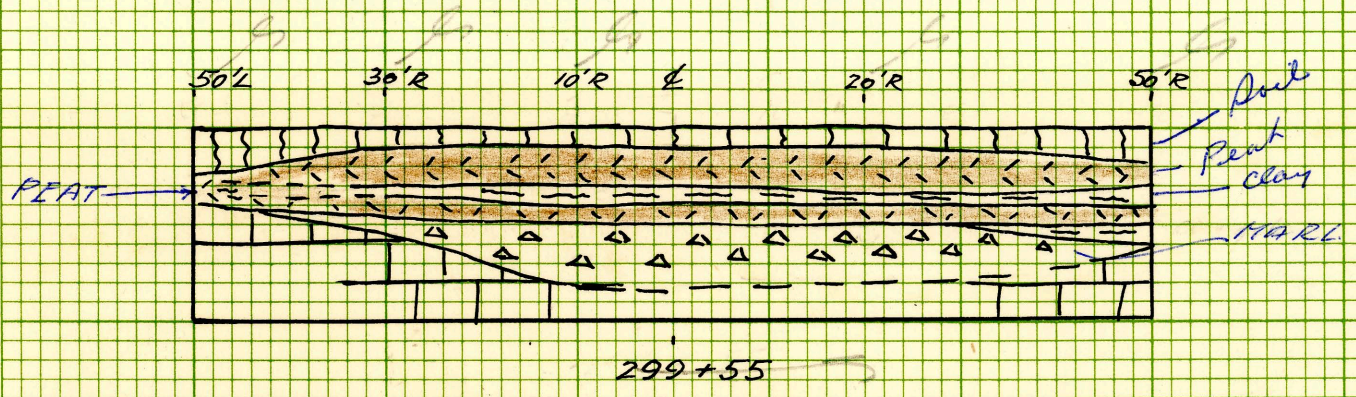 50'L 30'R 10'R ℄ 20'R 50'R
Soil
Peat
PEAT
clay
MARL
299+55